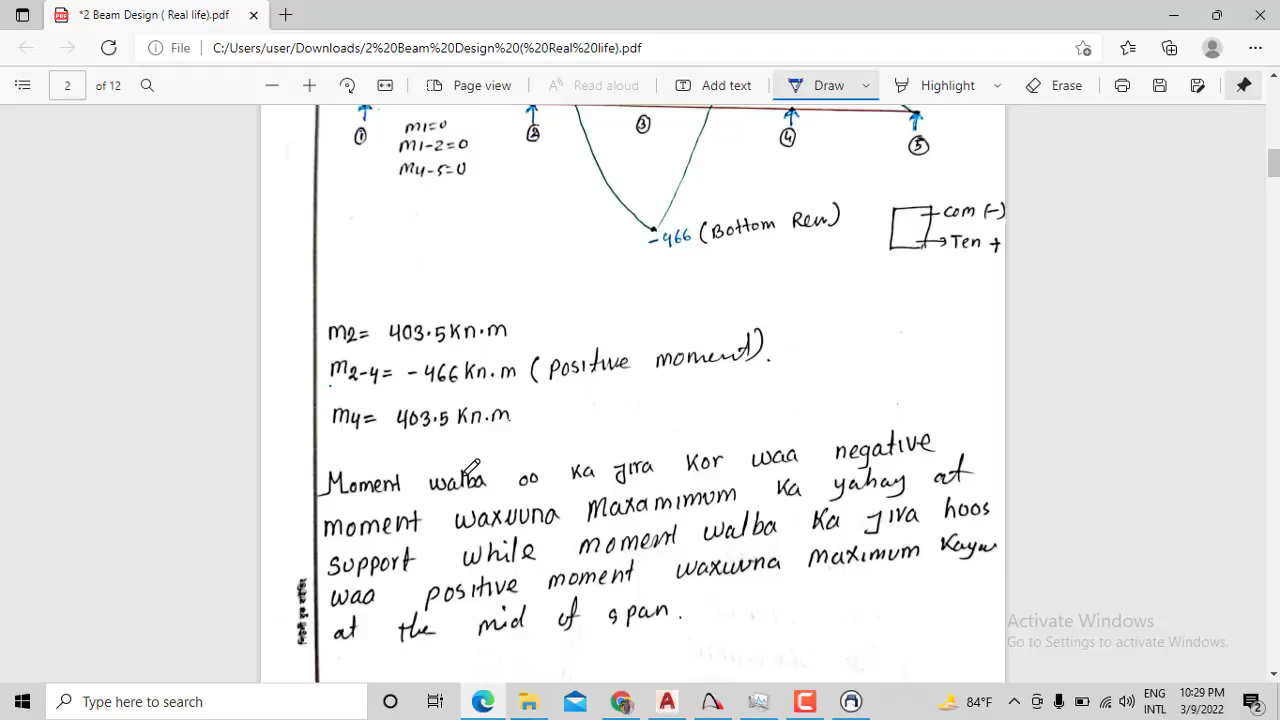 *2 Beam Design ( Real life).pdf
File
C:/Users/user/Downloads/2%20Beam%20Design%20(%20Real%20life).pdf
2 of 12
Page view
Read aloud
Add text
Draw
Highlight
Erase
1 2 3 4 5
m1=0
m1-2=0
m4-5=0
-466 (Bottom Ren)
com (-)
Ten +
m2= 403.5 Kn.m
m2-4= -466 Kn.m (positive moment).
m4= 403.5 Kn.m
Moment walba oo ka jira kor waa negative
moment waxuuna maxamimum ka yahay at
support while moment walba ka jira hoos
waa positive moment waxuuna maximum
at the mid of span.
Activate Windows
Go to Settings to activate Windows.
Type here to search
84°F
ENG
INTL
10:29 PM
3/9/2022
2